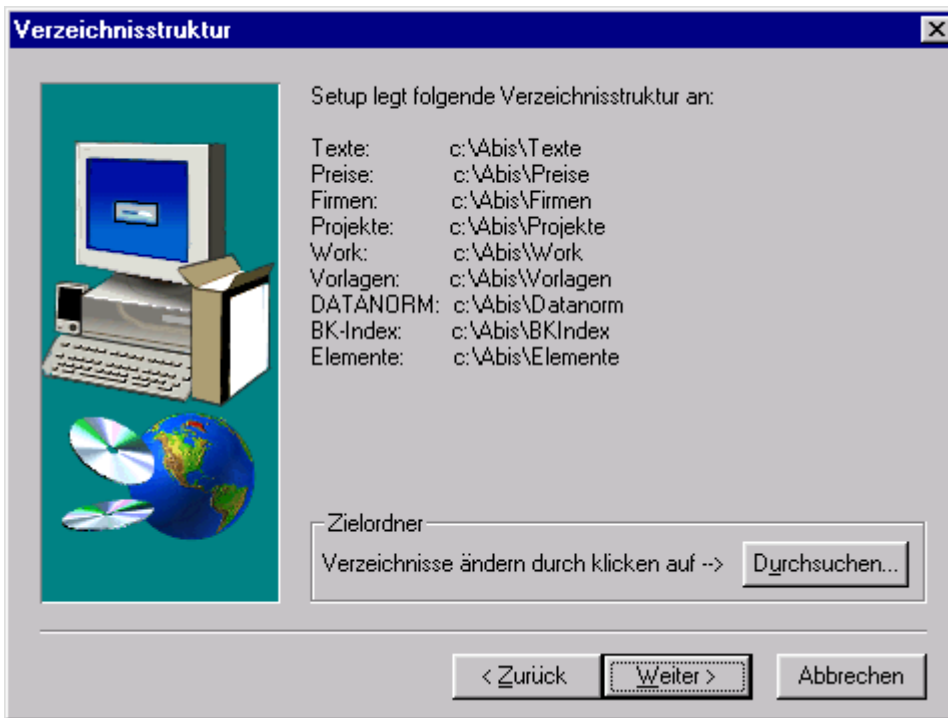 Verzeichnisstruktur
Setup legt folgende Verzeichnisstruktur an:
Texte: c:\Abis\Texte
Preise: c:\Abis\Preise
Firmen: c:\Abis\Firmen
Projekte: c:\Abis\Projekte
Work: c:\Abis\Work
Vorlagen: c:\Abis\Vorlagen
DATANORM: c:\Abis\Datanorm
BK-Index: c:\Abis\BKIndex
Elemente: c:\Abis\Elemente
Zielordner
Verzeichnisse ändern durch klicken auf --> Durchsuchen...
< Zurück Weiter > Abbrechen